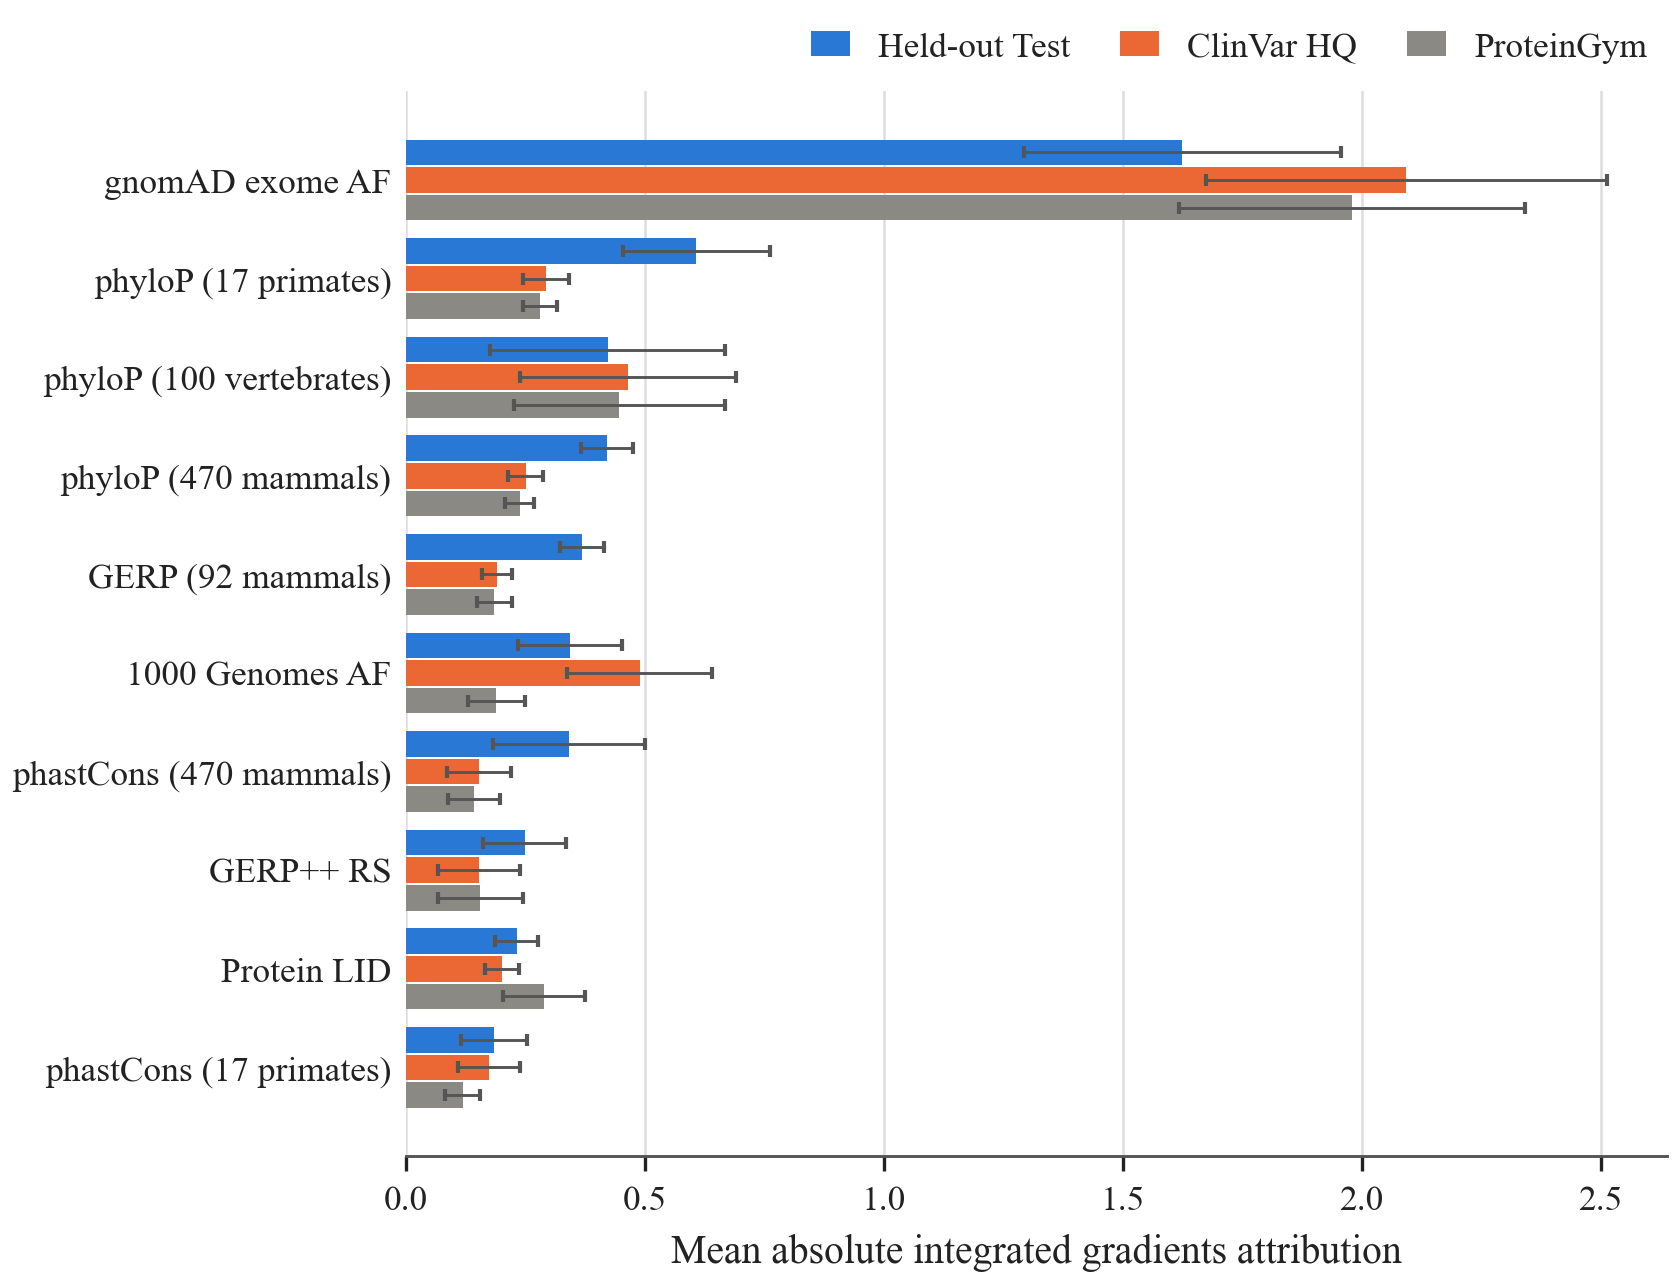 Held-out Test ClinVar HQ ProteinGym
gnomAD exome AF
phyloP (17 primates)
phyloP (100 vertebrates)
phyloP (470 mammals)
GERP (92 mammals)
1000 Genomes AF
phastCons (470 mammals)
GERP++ RS
Protein LID
phastCons (17 primates)
0.0 0.5 1.0 1.5 2.0 2.5
Mean absolute integrated gradients attribution